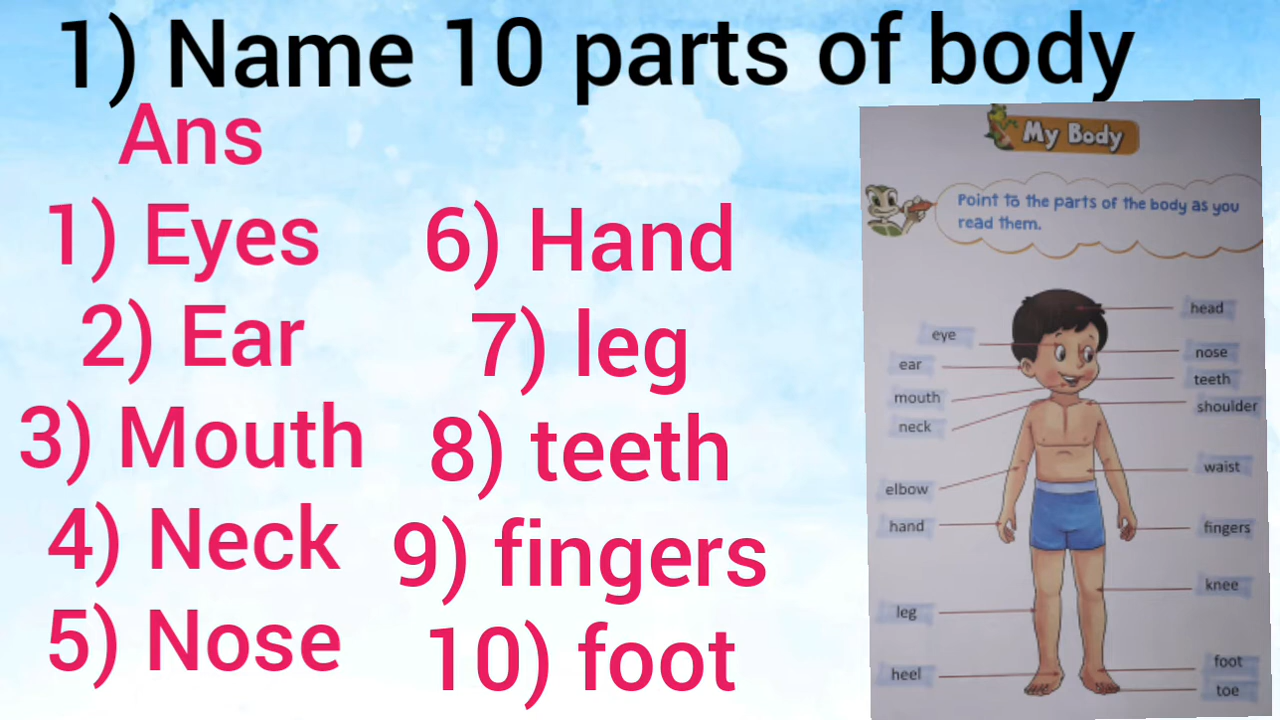 1) Name 10 parts of body
Ans
1) Eyes
2) Ear
3) Mouth
4) Neck
5) Nose
6) Hand
7) leg
8) teeth
9) fingers
10) foot
My Body
Point to the parts of the body as you
read them.
head
eye
nose
ear
teeth
mouth
shoulder
neck
waist
elbow
hand
fingers
knee
leg
foot
heel
toe